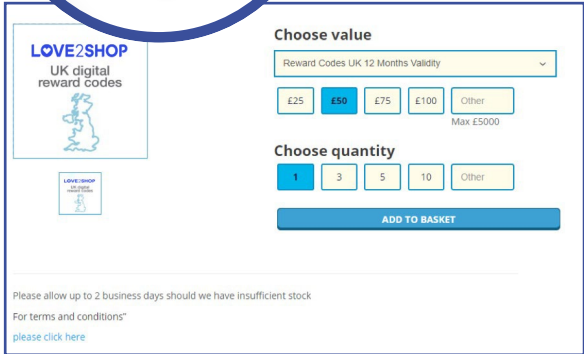 LOVE2SHOP
UK digital
reward codes
LOVE2SHOP
UK digital
reward codes
Choose value
Reward Codes UK 12 Months Validity
£25 £50 £75 £100 Other
Max £5000
Choose quantity
1 3 5 10 Other
ADD TO BASKET
Please allow up to 2 business days should we have insufficient stock
For terms and conditions"
please click here